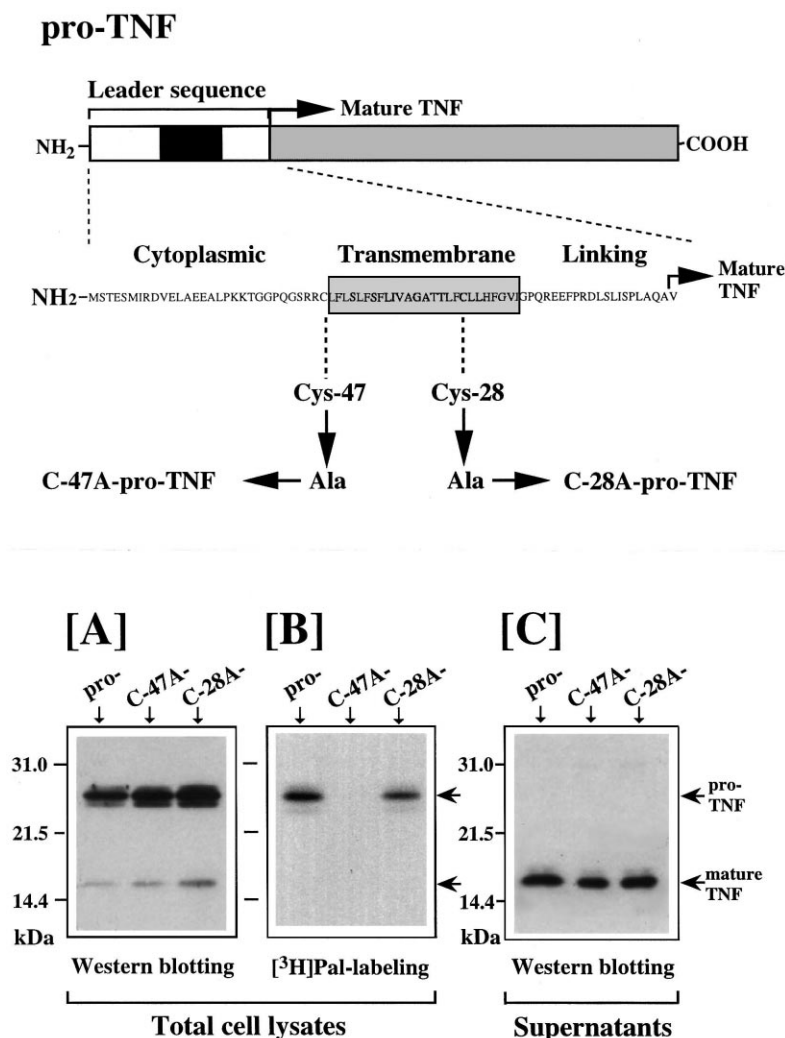 pro-TNF
Leader sequence
Mature TNF
NH2
COOH
Cytoplasmic Transmembrane Linking
Mature TNF
NH2 MSTESMIRDVELAEEALPKKTGGPQGSRRCLFLSLFSFLIVAGATTLFCLLHFGVIGPQREEFPRDLSLISPLAQAV
Cys-47 Cys-28
C-47A-pro-TNF Ala Ala C-28A-pro-TNF
[A] [B] [C]
pro- C-47A- C-28A- pro- C-47A- C-28A- pro- C-47A- C-28A-
31.0 31.0 pro-TNF
21.5 21.5
14.4 14.4 mature TNF
kDa kDa
Western blotting [3H]Pal-labeling Western blotting
Total cell lysates Supernatants